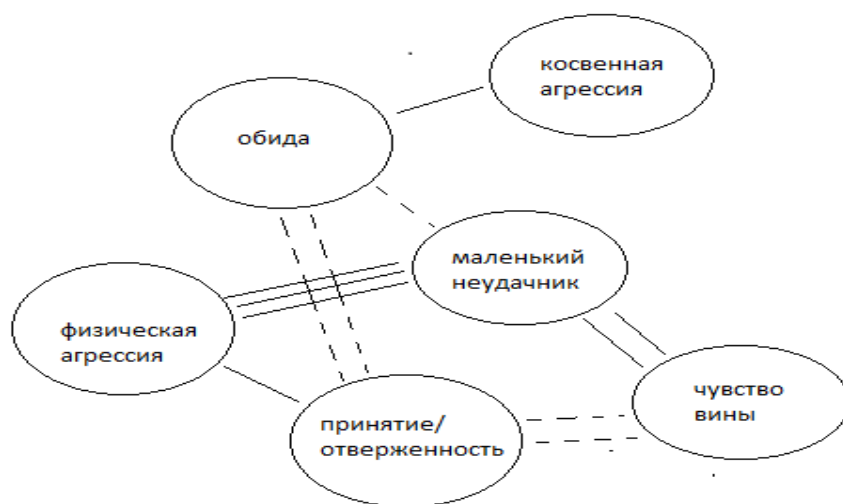 косвенная
агрессия
обида
маленький
неудачник
физическая
агрессия
чувство
вины
принятие/
отверженность